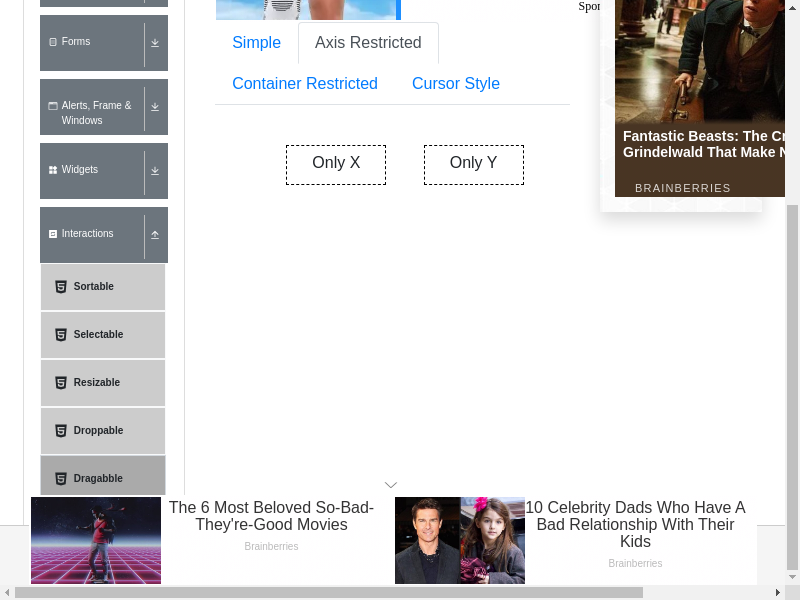 Forms
Alerts, Frame &
Windows
Widgets
Interactions
Sortable
Selectable
Resizable
Droppable
Dragabble
Simple
Axis Restricted
Container Restricted
Cursor Style
Only X
Only Y
Spor
Fantastic Beasts: The Cr
Grindelwald That Make N
BRAINBERRIES
The 6 Most Beloved So-Bad-
They're-Good Movies
Brainberries
10 Celebrity Dads Who Have A
Bad Relationship With Their
Kids
Brainberries